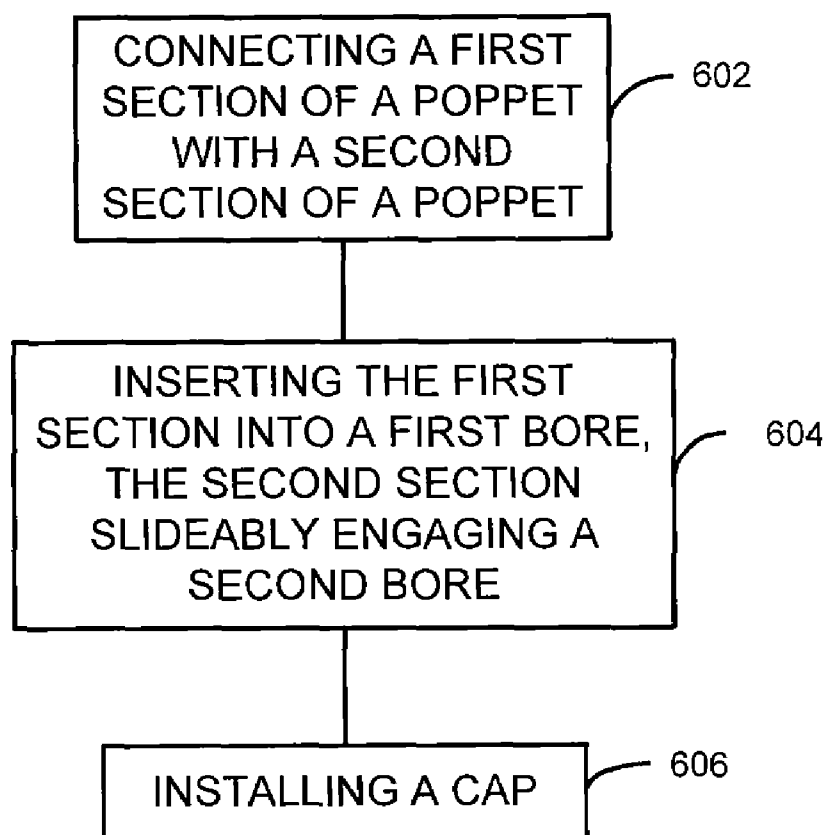 CONNECTING A FIRST
SECTION OF A POPPET
WITH A SECOND
SECTION OF A POPPET
602
INSERTING THE FIRST
SECTION INTO A FIRST BORE,
THE SECOND SECTION
SLIDEABLY ENGAGING A
SECOND BORE
604
INSTALLING A CAP
606